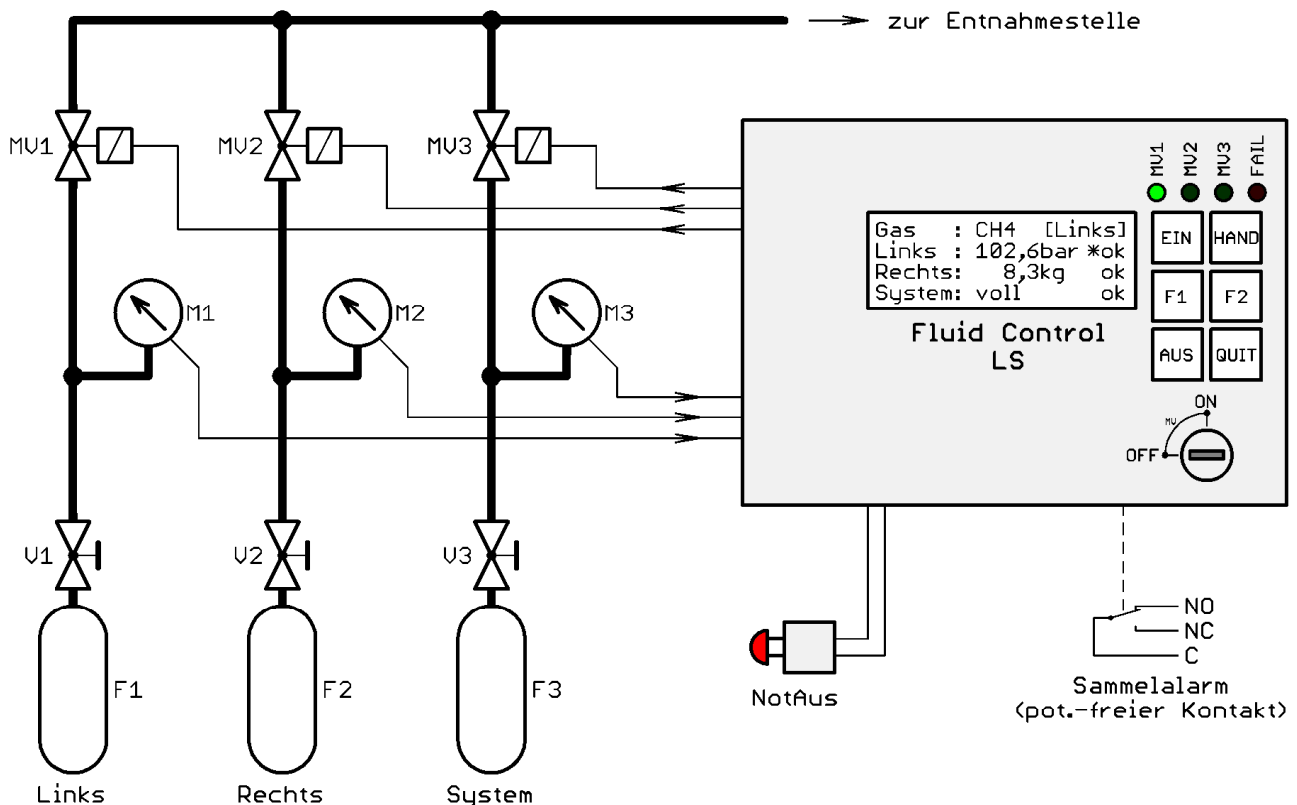 zur Entnahmestelle
MV1
MV2
MV3
MV1
MV2
MV3
FAIL
Gas   : CH4  [Links]
Links : 102,6bar *ok
Rechts:   8,3kg   ok
System: voll      ok
EIN
HAND
F1
F2
AUS
QUIT
Fluid Control
LS
M1
M2
M3
ON
MV
OFF
V1
V2
V3
F1
F2
F3
NotAus
NO
NC
C
Sammelalarm
(pot.-freier Kontakt)
Links
Rechts
System